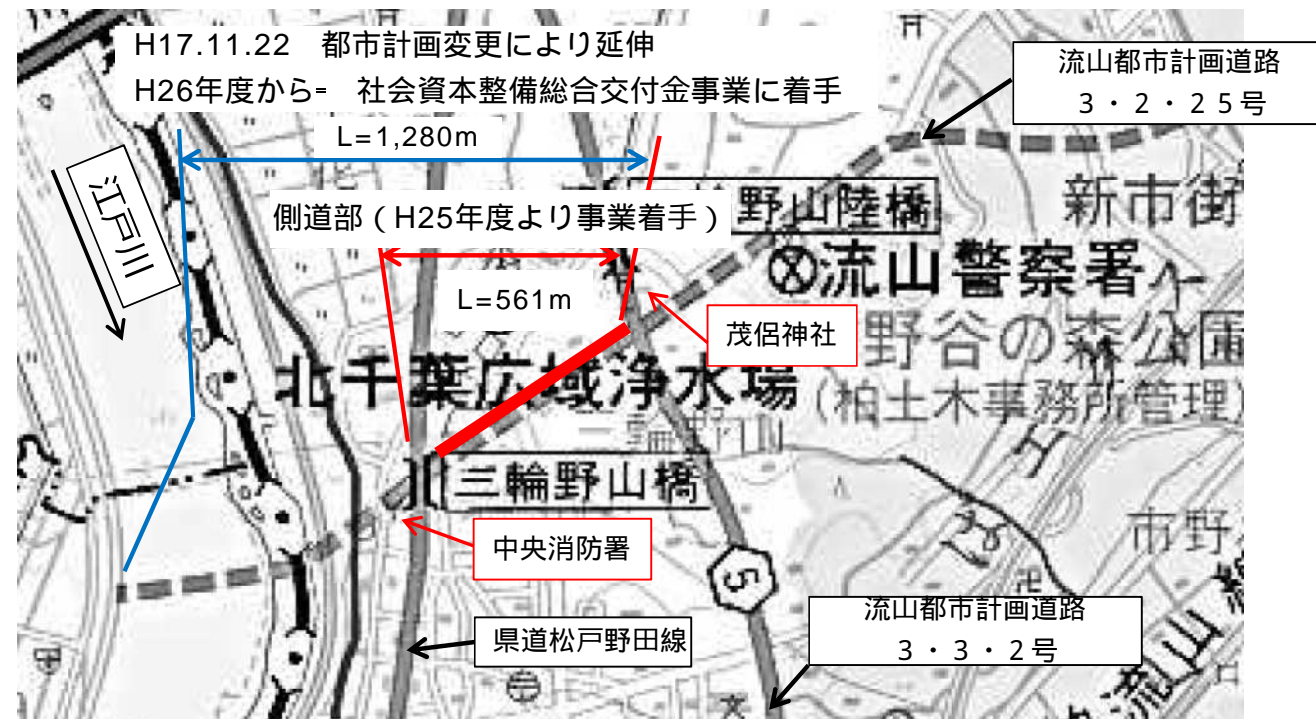 H17.11.22　都市計画変更により延伸
H26年度から=　社会資本整備総合交付金事業に着手
流山都市計画道路
３・２・２５号
L=1,280m
江戸川
側道部（H25年度より事業着手）
野山陸橋
新市街
流山警察署
L=561m
茂侶神社
野谷の森公園
北千葉広域浄水場
(柏土木事務所管理)
三輪野山橋
中央消防署
市野
5
流山都市計画道路
３・３・２号
県道松戸野田線
流山線